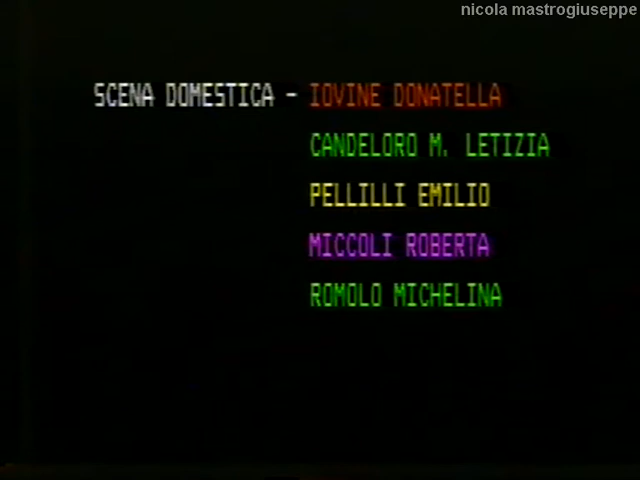 nicola mastrogiuseppe
SCENA DOMESTICA - IOVINE DONATELLA
CANDELORO M. LETIZIA
PELLILLI EMILIO
MICCOLI ROBERTA
ROMOLO MICHELINA